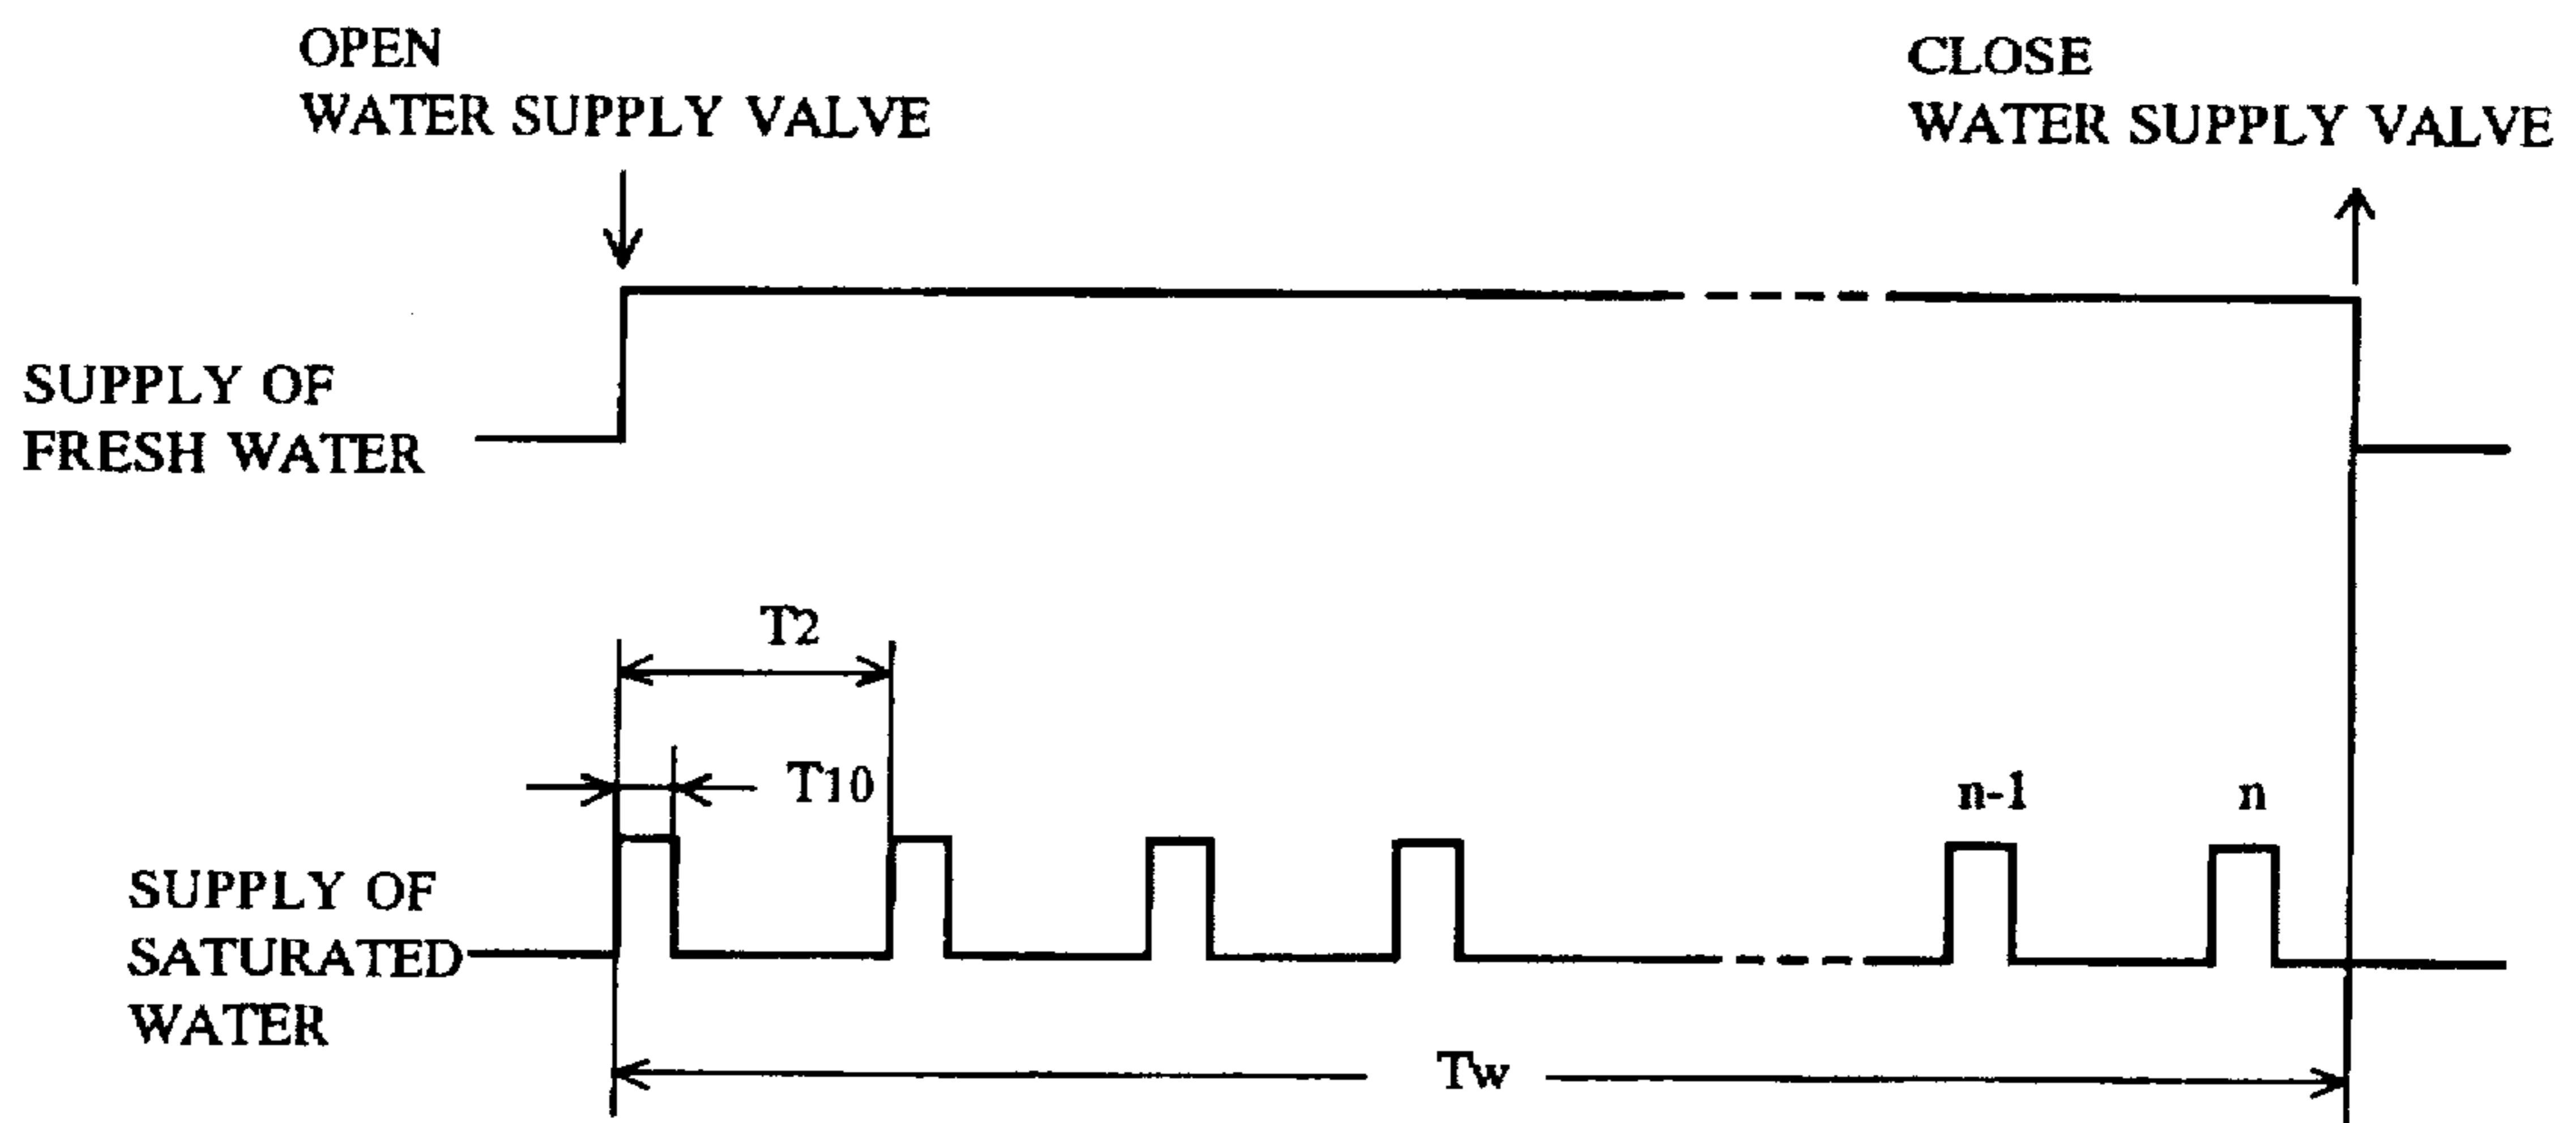 OPEN
WATER SUPPLY VALVE
CLOSE
WATER SUPPLY VALVE
SUPPLY OF
FRESH WATER
T2
T10
n-1
n
SUPPLY OF
SATURATED
WATER
Tw